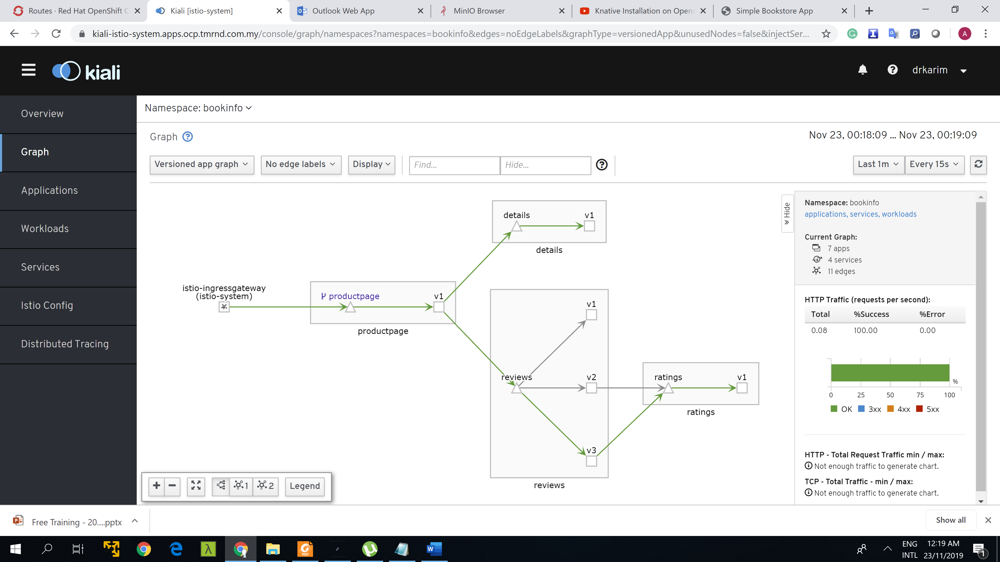 Routes · Red Hat OpenShift C
Kiali [istio-system]
Outlook Web App
MinIO Browser
Knative Installation on Opens
Simple Bookstore App
kiali-istio-system.apps.ocp.tmrnd.com.my/console/graph/namespaces?namespaces=bookinfo&edges=noEdgeLabels&graphType=versionedApp&unusedNodes=false&injectSer...
A
kiali
drkarim
Overview
Graph
Applications
Workloads
Services
Istio Config
Distributed Tracing
Namespace: bookinfo
Graph
Nov 23, 00:18:09 ... Nov 23, 00:19:09
Versioned app graph
No edge labels
Display
Find...
Hide...
Last 1m
Every 15s
details
v1
details
istio-ingressgateway
(istio-system)
productpage
v1
productpage
v1
reviews
v2
v3
reviews
ratings
v1
ratings
Hide
Namespace: bookinfo
applications, services, workloads
Current Graph:
7 apps
4 services
11 edges
HTTP Traffic (requests per second):
Total %Success %Error
0.08 100.00 0.00
%
0 25 50 75 100
OK 3xx 4xx 5xx
HTTP - Total Request Traffic min / max:
Not enough traffic to generate chart.
TCP - Total Traffic - min / max:
Not enough traffic to generate chart.
1
2
Legend
Free Training - 20....pptx
Show all
PDF
ENG
INTL
12:19 AM
23/11/2019
1